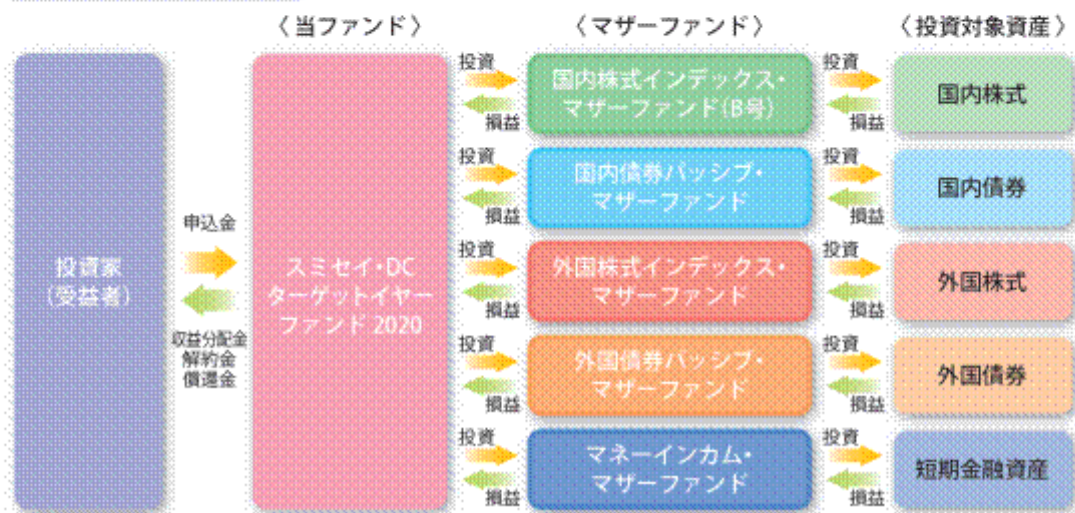 〈当ファンド〉
〈マザーファンド〉
〈投資対象資産〉
投資家
(受益者)
申込金
収益分配金
解約金
償還金
スミセイ・DC
ターゲットイヤー
ファンド 2020
投資
損益
国内株式インデックス・
マザーファンド(B号)
投資
損益
国内株式
投資
損益
国内債券パッシブ・
マザーファンド
投資
損益
国内債券
投資
損益
外国株式インデックス・
マザーファンド
投資
損益
外国株式
投資
損益
外国債券パッシブ・
マザーファンド
投資
損益
外国債券
投資
損益
マネーインカム・
マザーファンド
投資
損益
短期金融資産